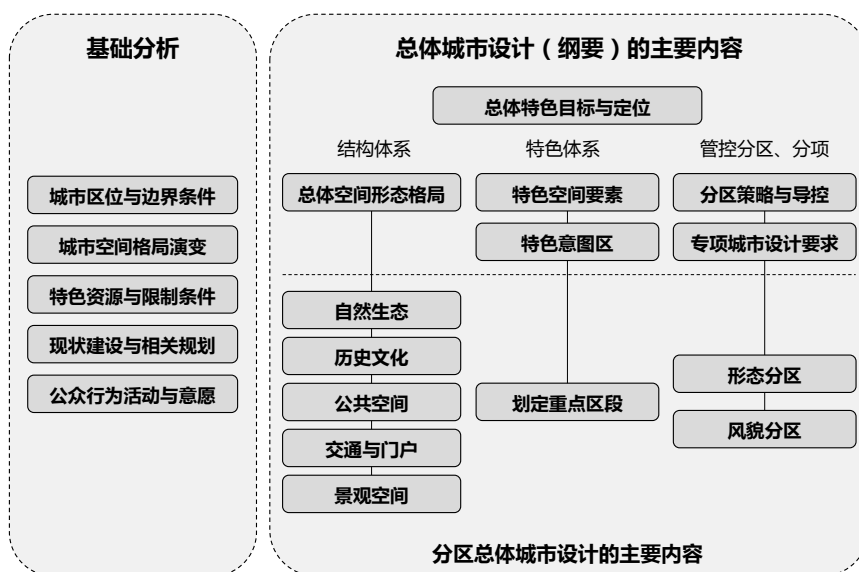 基础分析
城市区位与边界条件
城市空间格局演变
特色资源与限制条件
现状建设与相关规划
公众行为活动与意愿
总体城市设计（纲要）的主要内容
总体特色目标与定位
结构体系
特色体系
管控分区、分项
总体空间形态格局
特色空间要素
分区策略与导控
特色意图区
专项城市设计要求
自然生态
历史文化
公共空间
交通与门户
景观空间
划定重点区段
形态分区
风貌分区
分区总体城市设计的主要内容